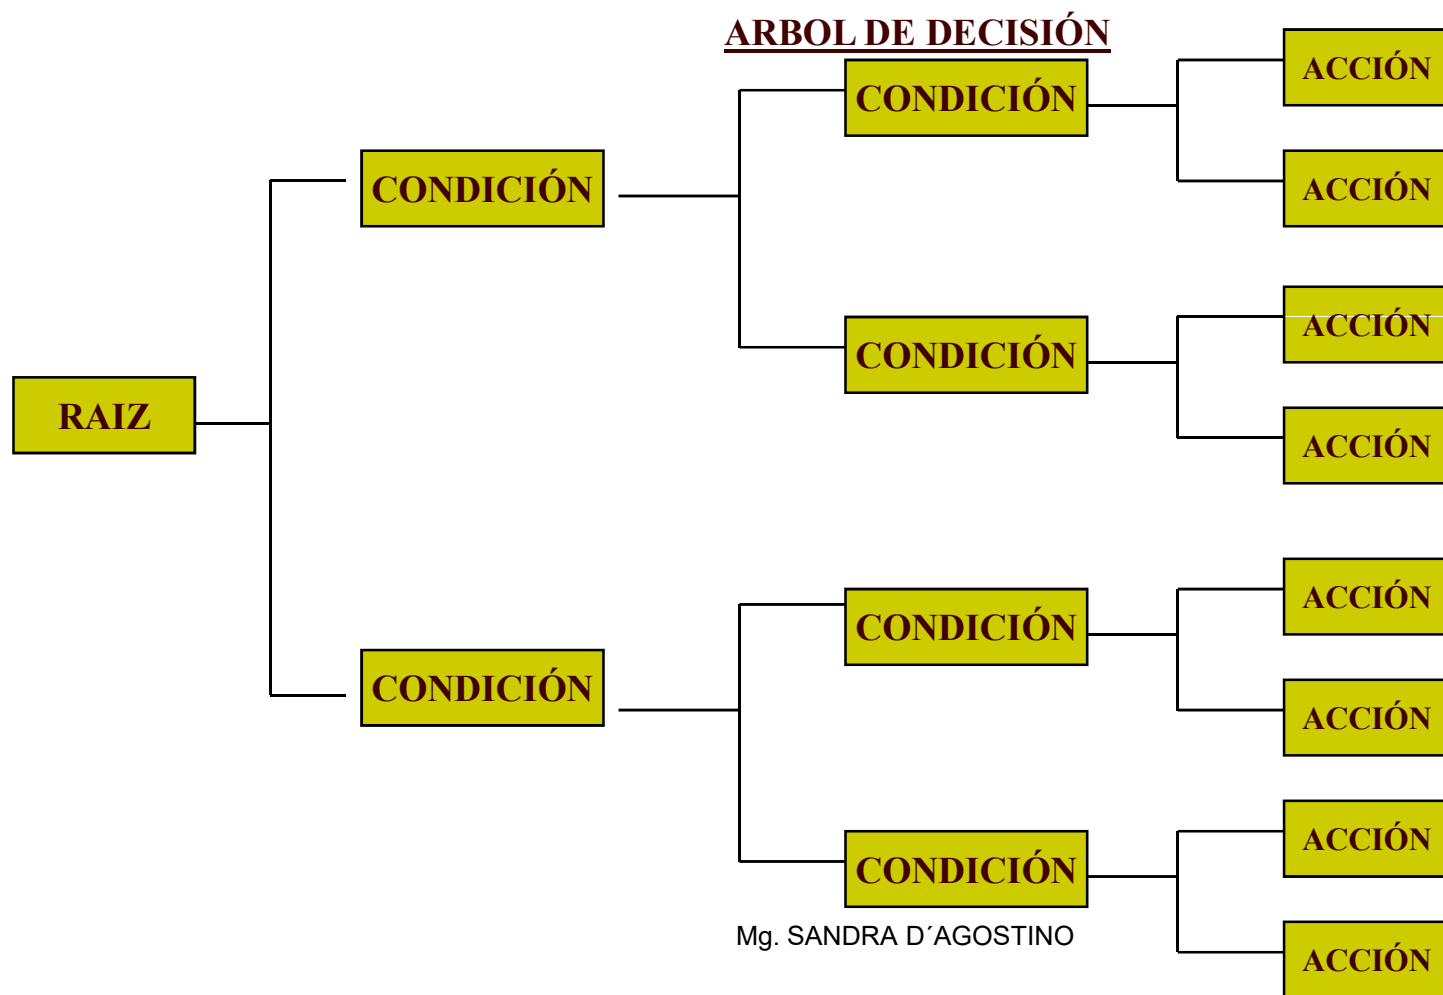 ARBOL DE DECISIÓN
ACCIÓN
CONDICIÓN
ACCIÓN
CONDICIÓN
ACCIÓN
CONDICIÓN
ACCIÓN
RAIZ
ACCIÓN
CONDICIÓN
CONDICIÓN
ACCIÓN
ACCIÓN
CONDICIÓN
Mg. SANDRA D´AGOSTINO
ACCIÓN